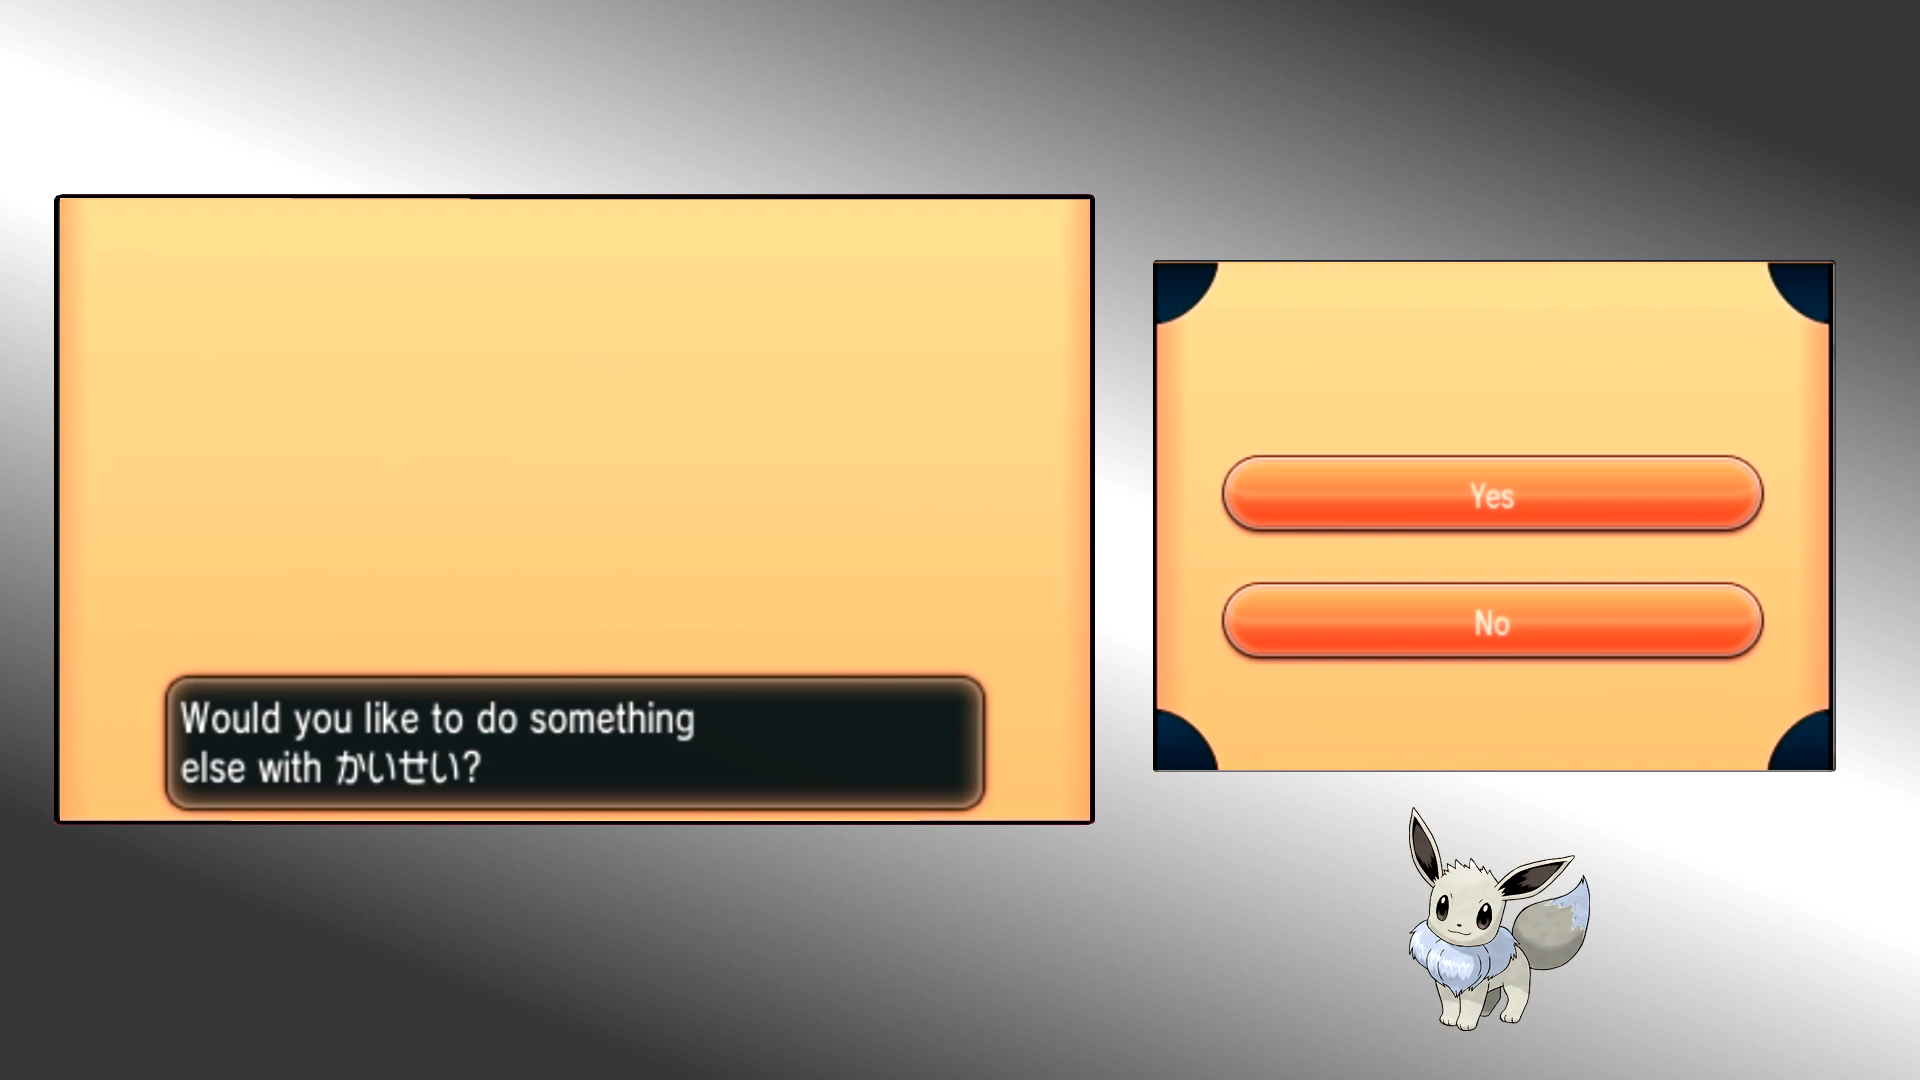 Would you like to do something
else with かいせい?
Yes
No